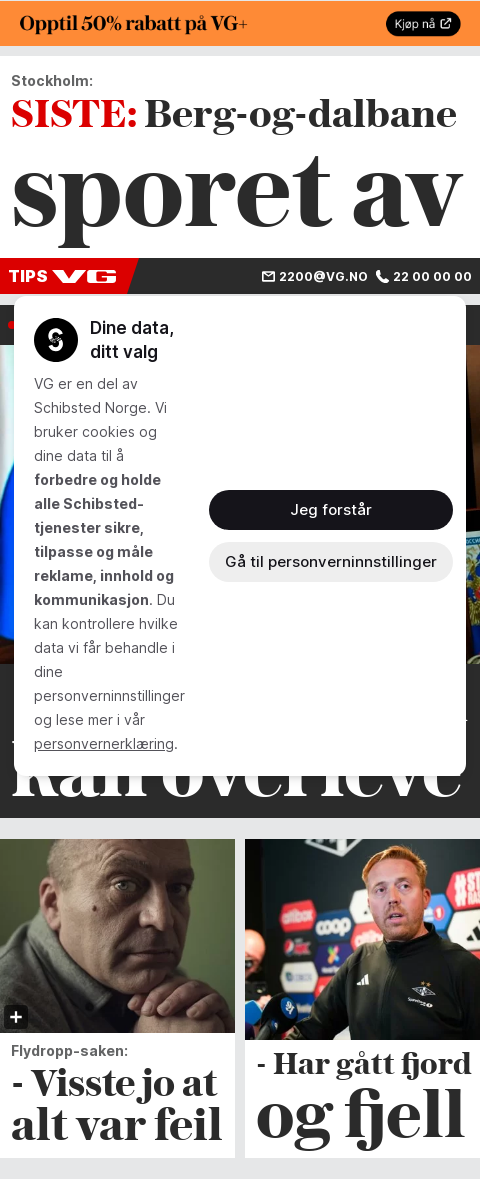 Opptil 50% rabatt på VG+
Kjøp nå
Stockholm:
SISTE: Berg-og-dalbane
sporet av
TIPS VG
2200@VG.NO 22 00 00 00
Dine data,
ditt valg
VG er en del av
Schibsted Norge. Vi
bruker cookies og
dine data til å
forbedre og holde
alle Schibsted-
tjenester sikre,
tilpasse og måle
reklame, innhold og
kommunikasjon. Du
kan kontrollere hvilke
data vi får behandle i
dine
personverninnstillinger
og lese mer i vår
personvernerklæring.
Jeg forstår
Gå til personverninnstillinger
kan overleve
coop
Flydropp-saken:
- Visste jo at
alt var feil
- Har gått fjord
og fjell